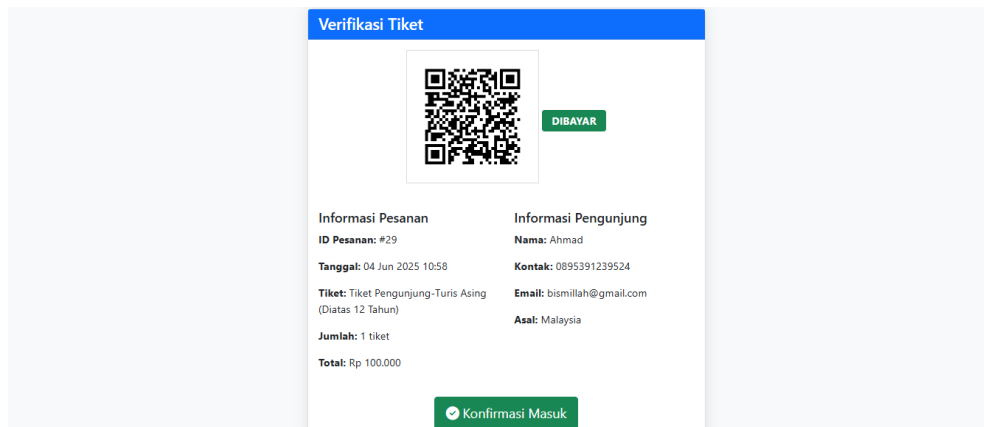 Verifikasi Tiket
DIBAYAR
Informasi Pesanan
ID Pesanan: #29
Tanggal: 04 Jun 2025 10:58
Tiket: Tiket Pengunjung-Turis Asing
(Diatas 12 Tahun)
Jumlah: 1 tiket
Total: Rp 100.000
Informasi Pengunjung
Nama: Ahmad
Kontak: 0895391239524
Email: bismillah@gmail.com
Asal: Malaysia
Konfirmasi Masuk